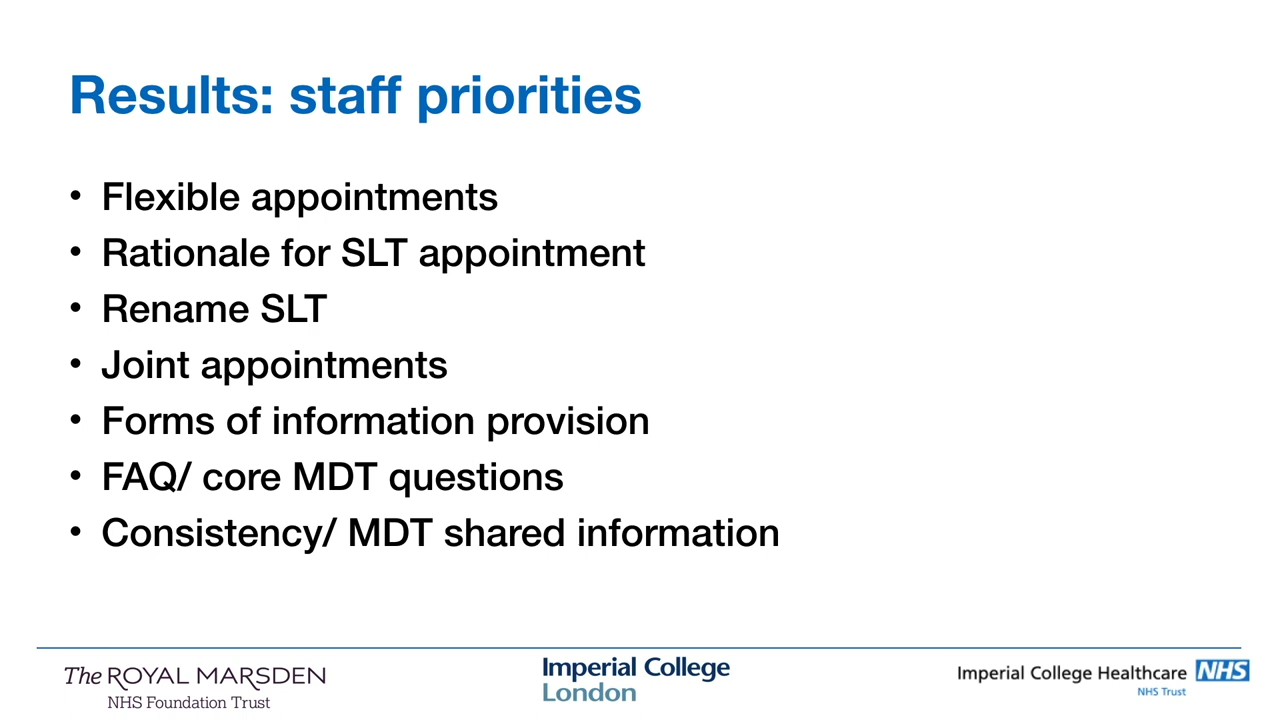 Results: staff priorities
• Flexible appointments
• Rationale for SLT appointment
• Rename SLT
• Joint appointments
• Forms of information provision
• FAQ/ core MDT questions
• Consistency/ MDT shared information
The ROYAL MARSDEN
NHS Foundation Trust
Imperial College
London
Imperial College Healthcare NHS
NHS Trust